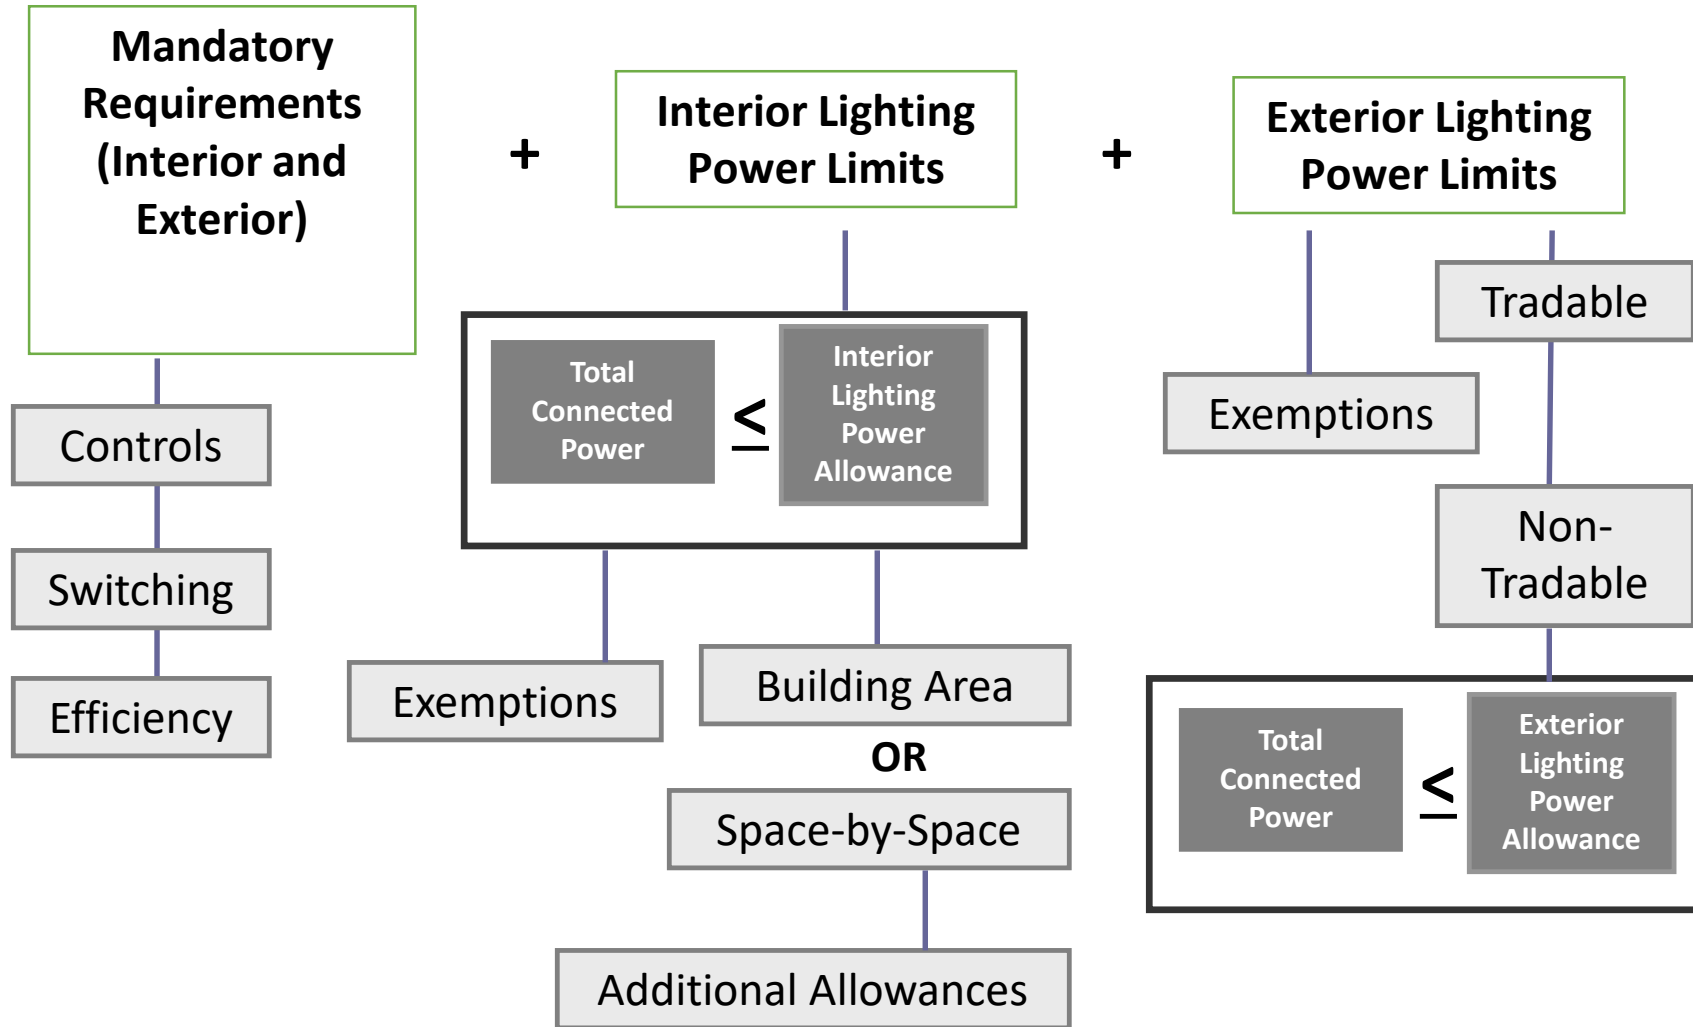 Mandatory
Requirements
(Interior and
Exterior)
+
Interior Lighting
Power Limits
+
Exterior Lighting
Power Limits
Controls
Switching
Efficiency
Total
Connected
Power
≤
Interior
Lighting
Power
Allowance
Exemptions
Building Area
OR
Space-by-Space
Additional Allowances
Exemptions
Tradable
Non-
Tradable
Total
Connected
Power
≤
Exterior
Lighting
Power
Allowance